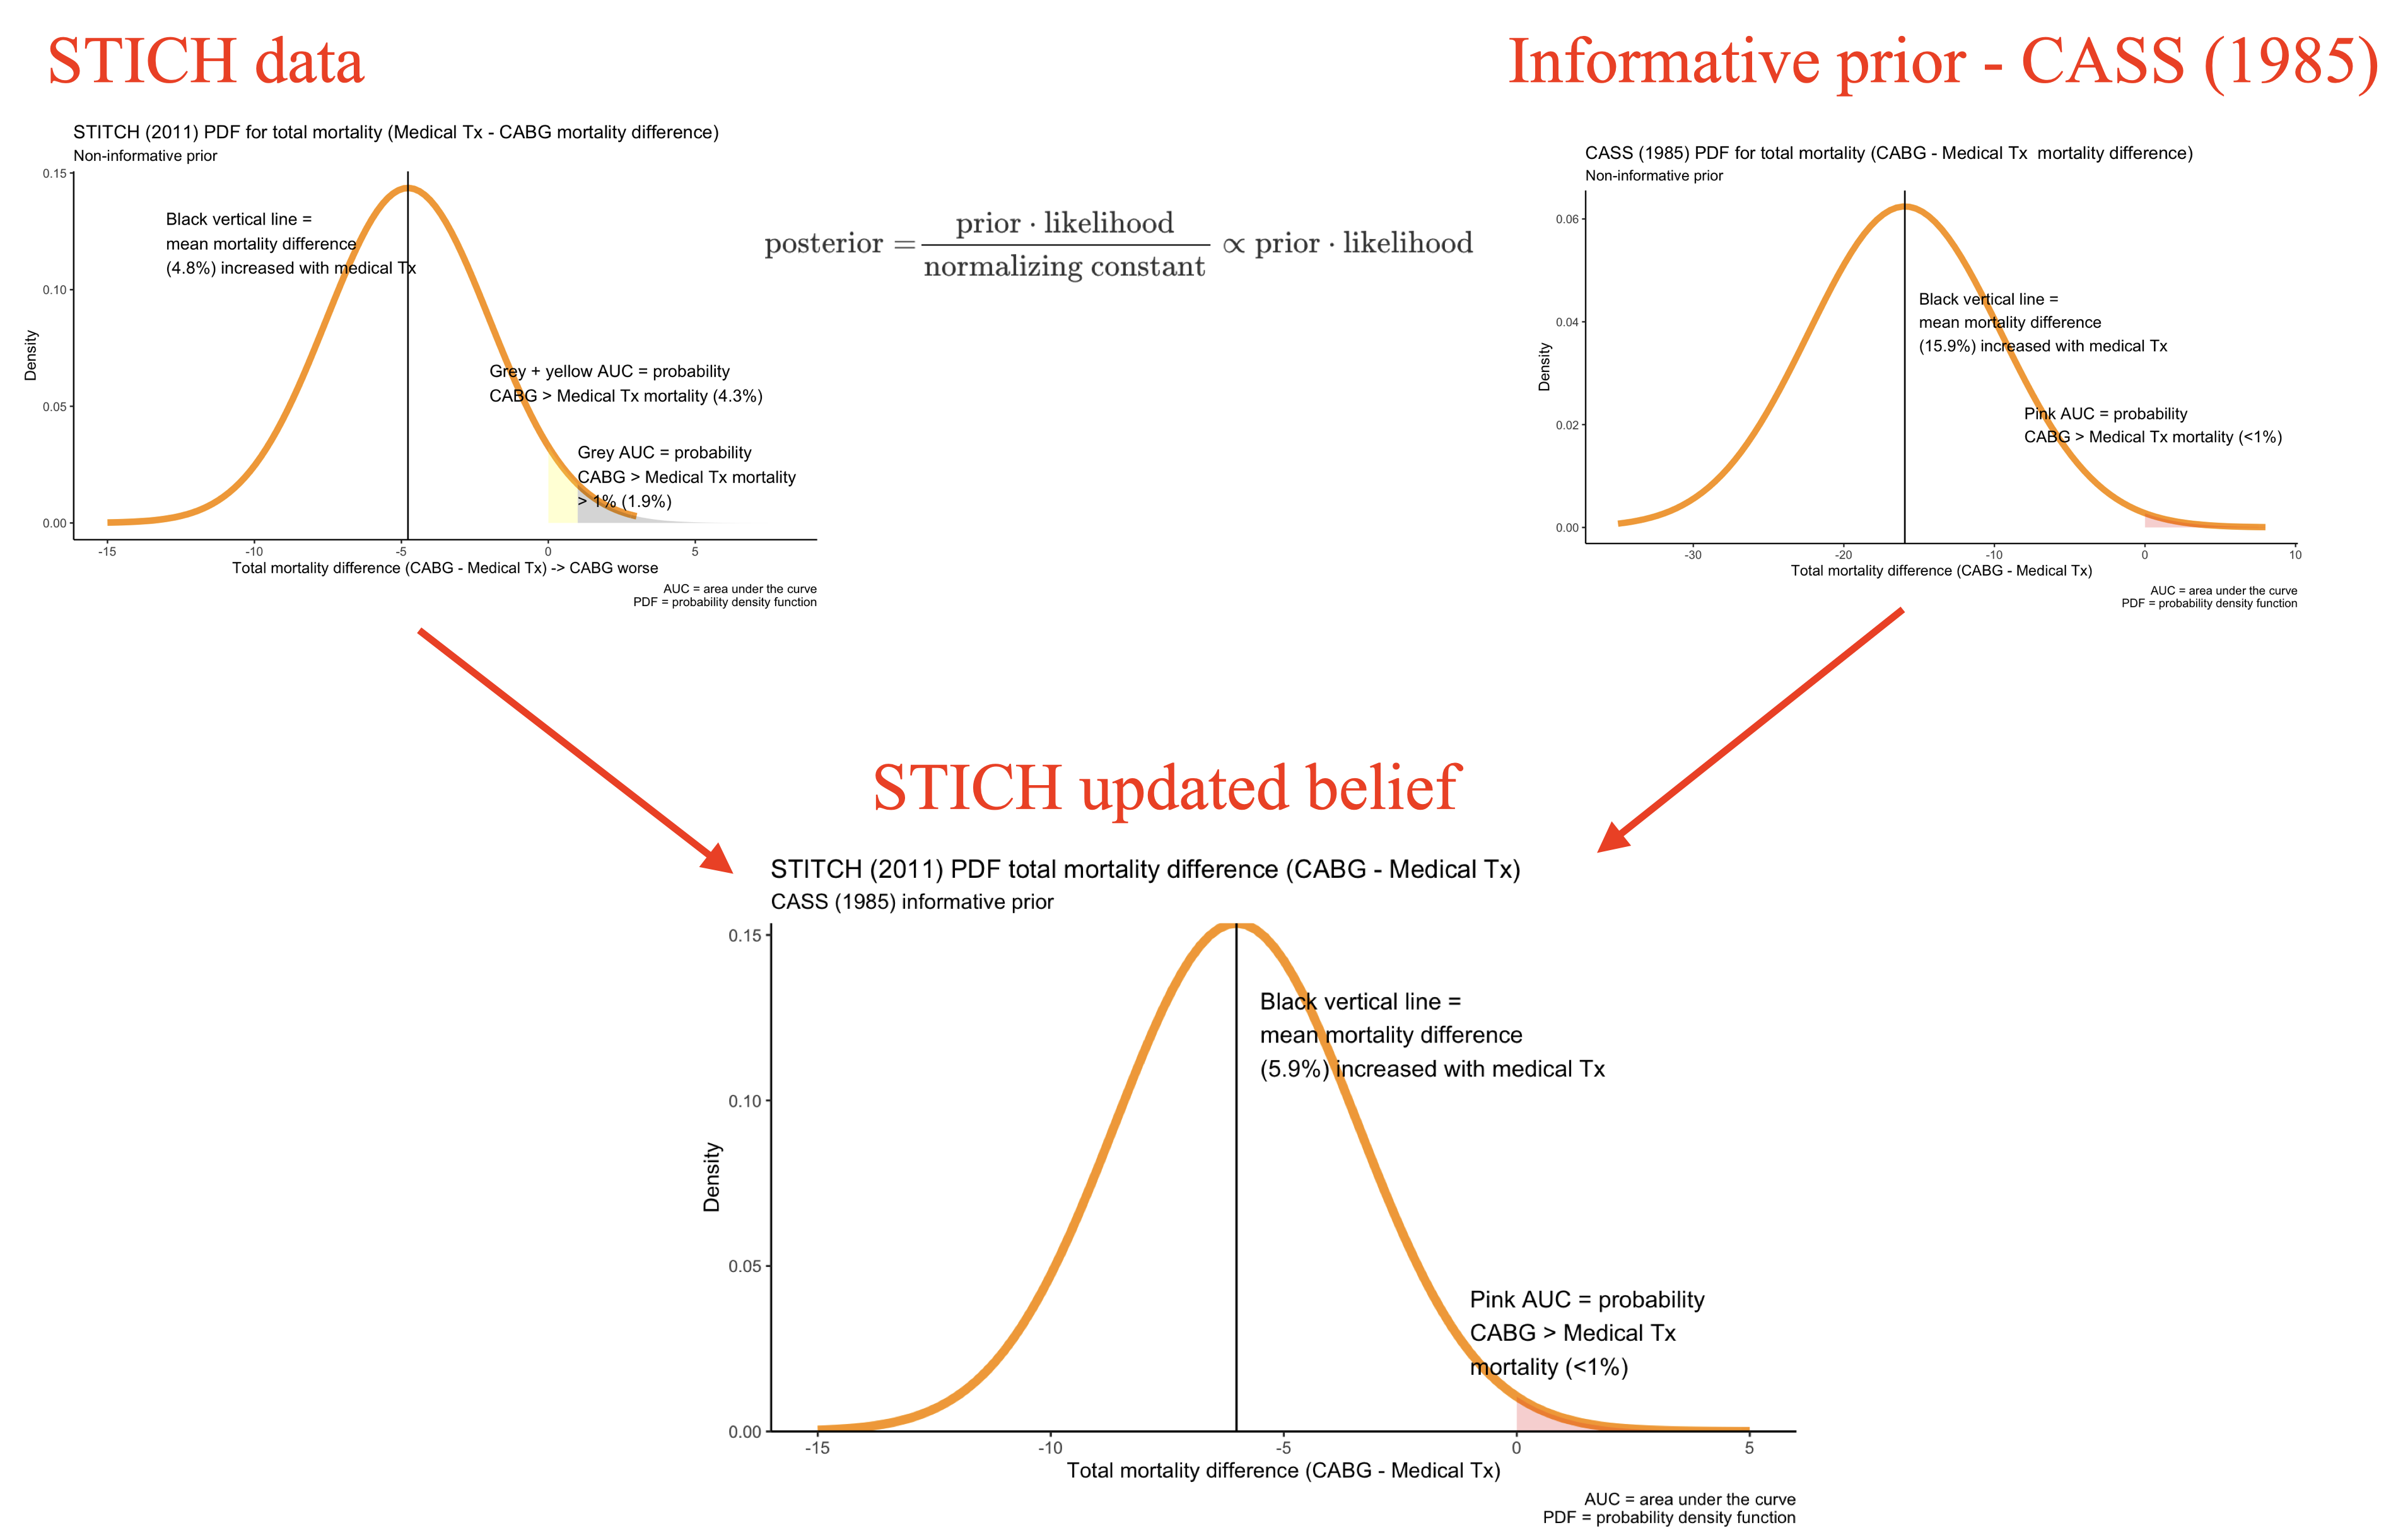 STICH data
Informative prior - CASS (1985)
STITCH (2011) PDF for total mortality (Medical Tx - CABG mortality difference)
Non-informative prior
0.15
0.10
0.05
0.00
Density
Black vertical line =
mean mortality difference
(4.8%) increased with medical Tx
Grey + yellow AUC = probability
CABG > Medical Tx mortality (4.3%)
Grey AUC = probability
CABG > Medical Tx mortality
> 1% (1.9%)
-15 -10 -5 0 5
Total mortality difference (CABG - Medical Tx) -> CABG worse
AUC = area under the curve
PDF = probability density function
posterior = prior · likelihood / normalizing constant ∝ prior · likelihood
CASS (1985) PDF for total mortality (CABG - Medical Tx  mortality difference)
Non-informative prior
0.06
0.04
0.02
0.00
Density
Black vertical line =
mean mortality difference
(15.9%) increased with medical Tx
Pink AUC = probability
CABG > Medical Tx mortality (<1%)
-30 -20 -10 0 10
Total mortality difference (CABG - Medical Tx)
AUC = area under the curve
PDF = probability density function
STICH updated belief
STITCH (2011) PDF total mortality difference (CABG - Medical Tx)
CASS (1985) informative prior
0.15
0.10
0.05
0.00
Density
Black vertical line =
mean mortality difference
(5.9%) increased with medical Tx
Pink AUC = probability
CABG > Medical Tx
mortality (<1%)
-15 -10 -5 0 5
Total mortality difference (CABG - Medical Tx)
AUC = area under the curve
PDF = probability density function